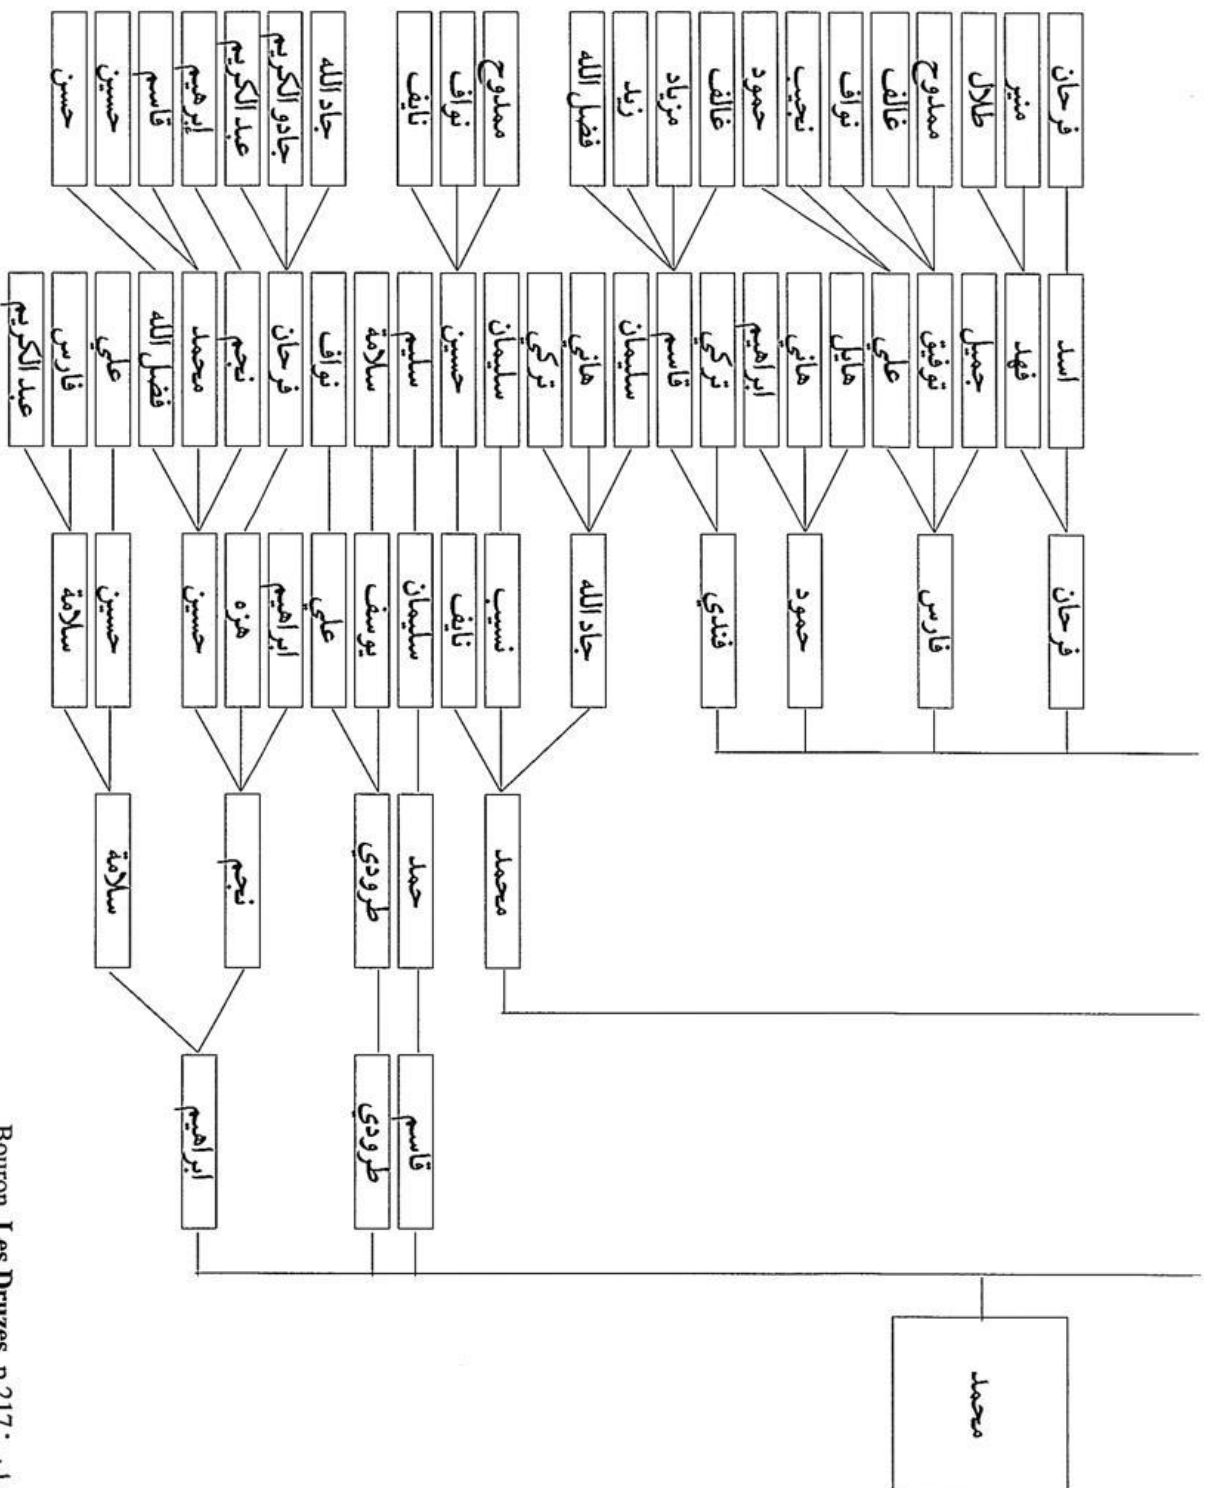 محمد
قاسم
طرودي
ابراهيم
محمد
حمد
طرودي
نجم
سلامة
فرحان
فارس
حمود
فندي
جاد الله
نسيب
نايف
سليمان
يوسف
علي
ابراهيم
هزه
حسين
حسين
سلامة
اسد
فهد
جميل
توفيق
علي
هايل
هاني
ابراهيم
تركي
قاسم
سليمان
هاني
تركي
سليمان
حسين
سليم
سلامة
نواف
فرحان
نجم
محمد
فضل الله
علي
فارس
عبد الكريم
فرحان
منير
طلال
ممدوح
غالف
نواف
نجيب
حمود
غالف
مزياد
زيد
فضل الله
ممدوح
نواف
نايف
جاد الله
جادو الكريم
عبد الكريم
إبرهيم
قاسم
حسين
حسن
Bouron, Les Druzes, p.217;